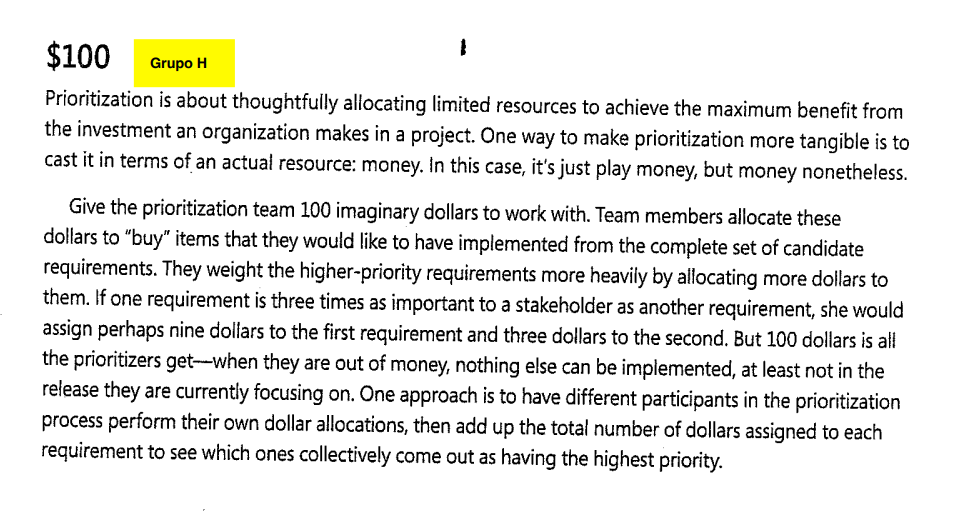 $100 Grupo H
Prioritization is about thoughtfully allocating limited resources to achieve the maximum benefit from
the investment an organization makes in a project. One way to make prioritization more tangible is to
cast it in terms of an actual resource: money. In this case, it's just play money, but money nonetheless.
Give the prioritization team 100 imaginary dollars to work with. Team members allocate these
dollars to “buy” items that they would like to have implemented from the complete set of candidate
requirements. They weight the higher-priority requirements more heavily by allocating more dollars to
them. If one requirement is three times as important to a stakeholder as another requirement, she would
assign perhaps nine dollars to the first requirement and three dollars to the second. But 100 dollars is all
the prioritizers get—when they are out of money, nothing else can be implemented, at least not in the
release they are currently focusing on. One approach is to have different participants in the prioritization
process perform their own dollar allocations, then add up the total number of dollars assigned to each
requirement to see which ones collectively come out as having the highest priority.